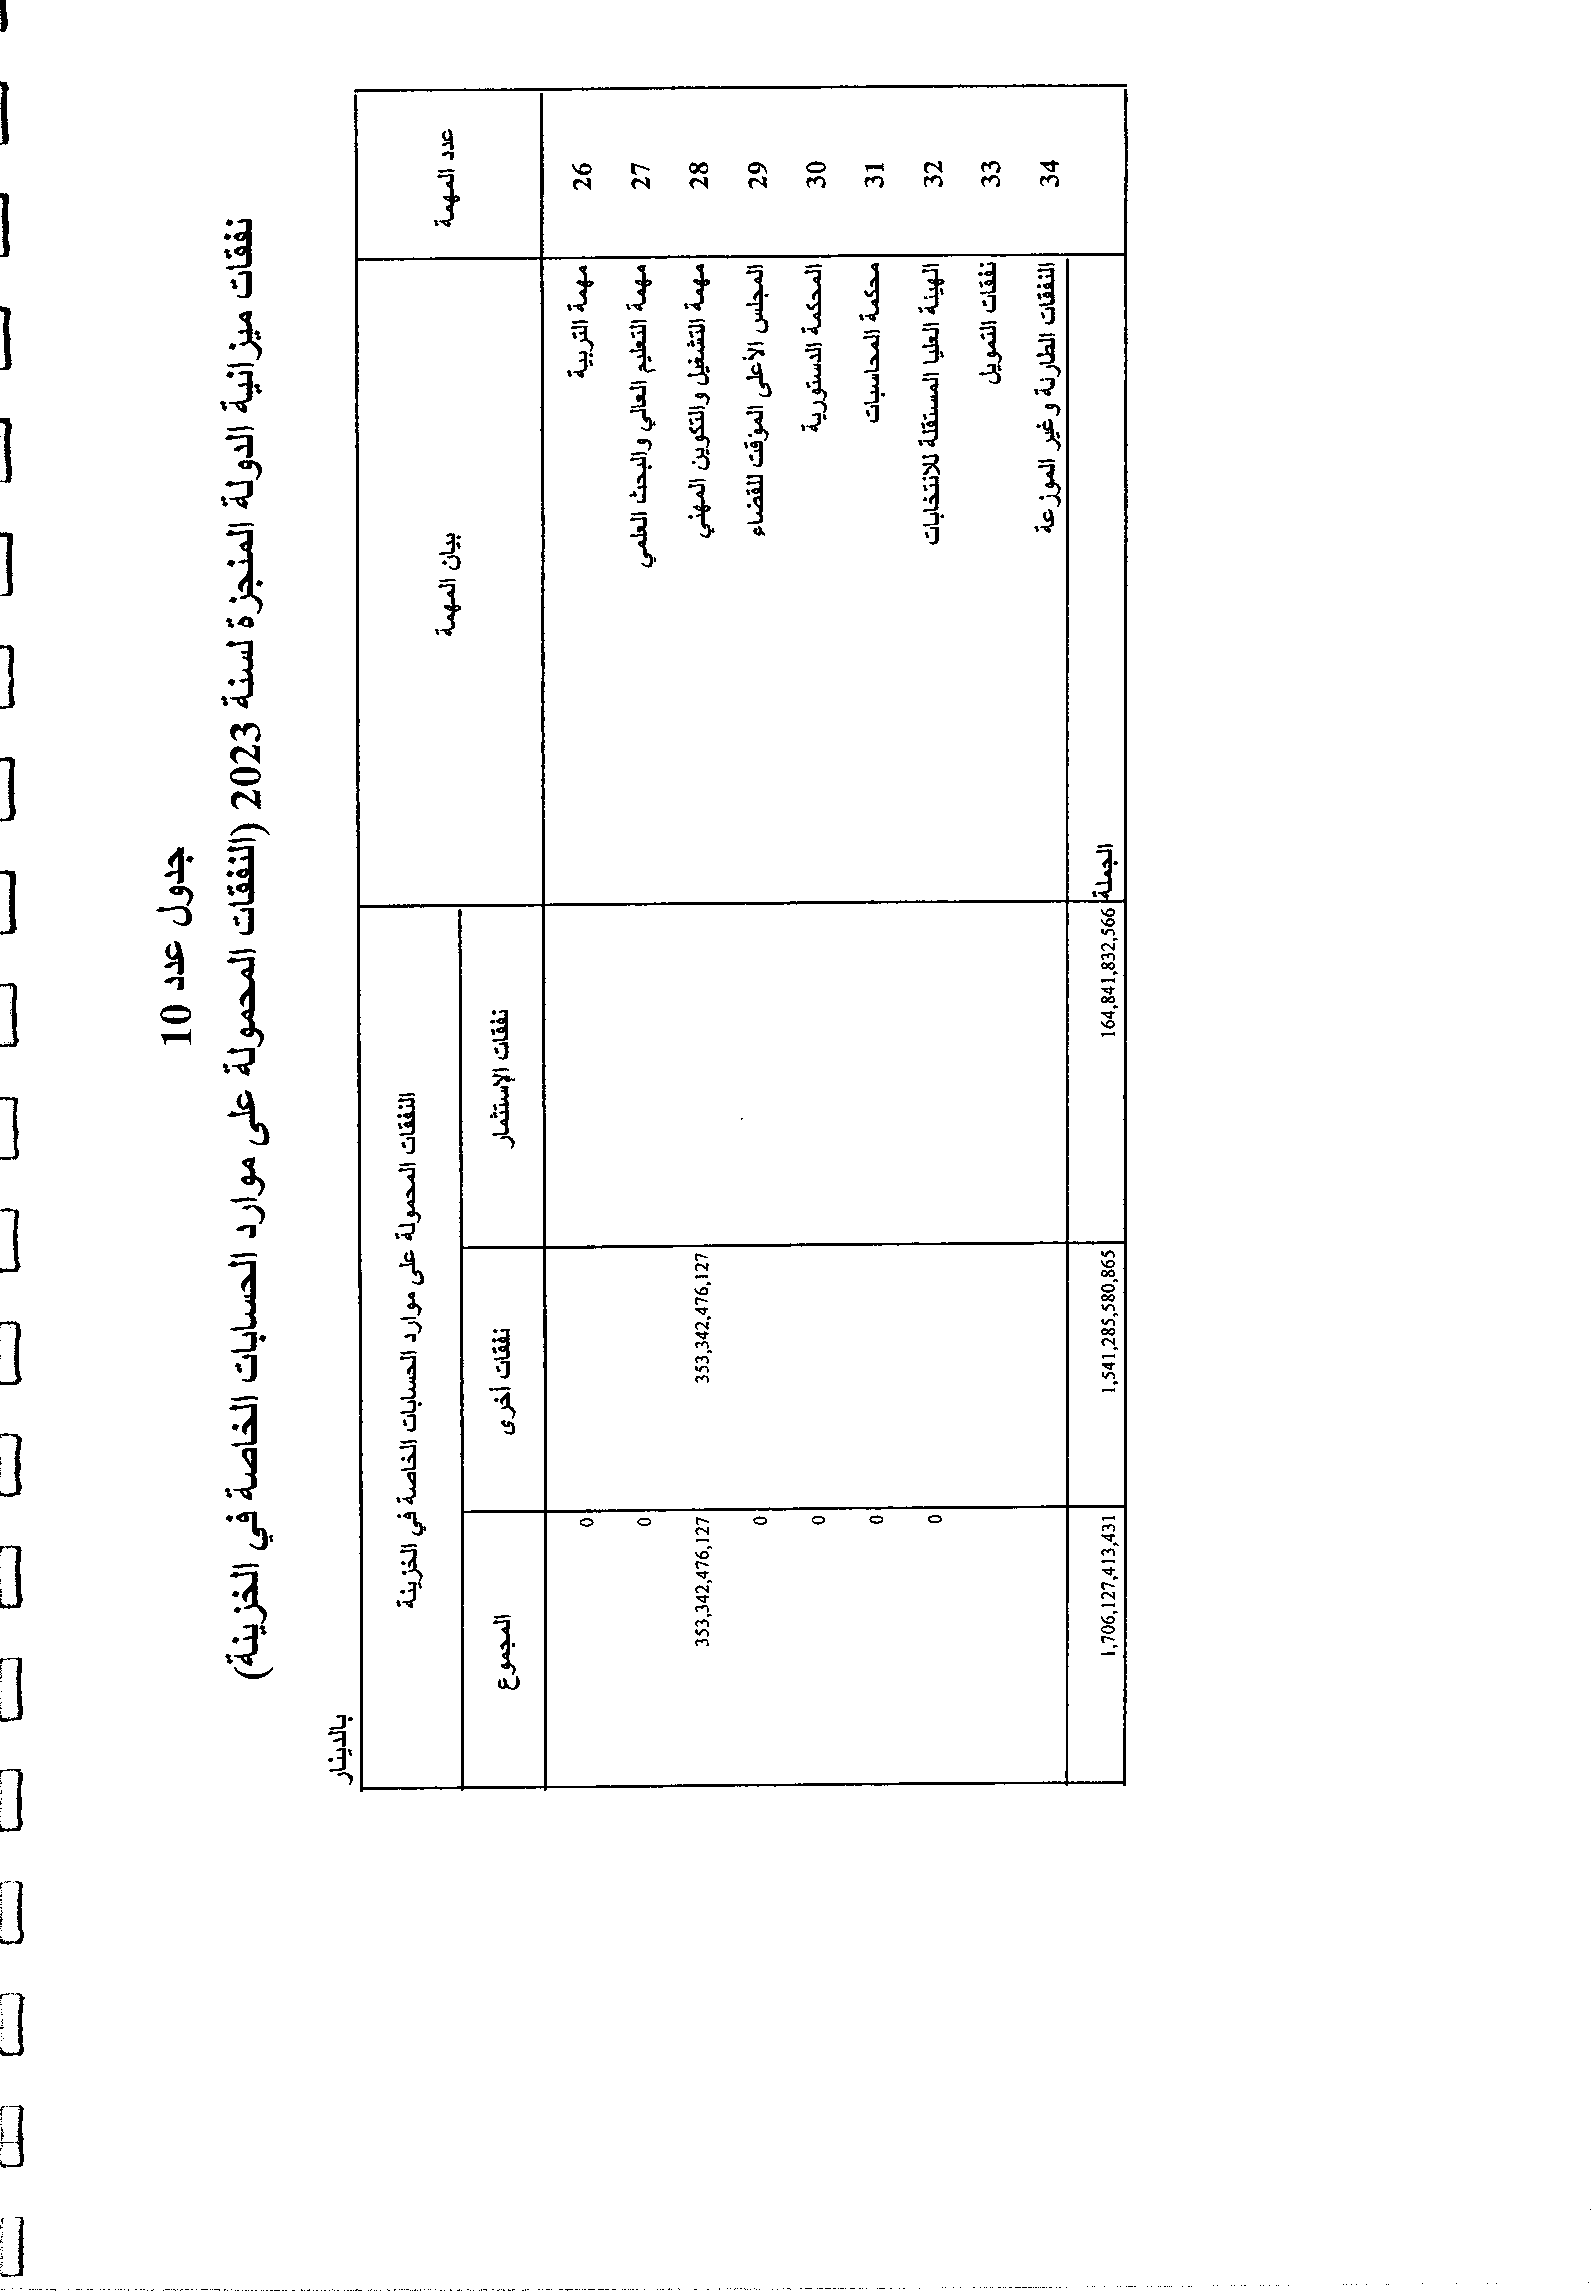 جدول عدد 10
نفقات ميزانية الدولة المنجزة لسنة 2023 (النفقات المحمولة على موارد الحسابات الخاصة في الخزينة)
بالدينار
عدد المهمة بيان المهمة النفقات المحمولة على موارد الحسابات الخاصة في الخزينة
نفقات الإستثمار نفقات أخرى المجموع
26 مهمة التربية 0
27 مهمة التعليم العالي والبحث العلمي 0
28 مهمة التشغيل والتكوين المهني 353,342,476,127 353,342,476,127
29 المجلس الأعلى المؤقت للقضاء 0
30 المحكمة الدستورية 0
31 محكمة المحاسبات 0
32 الهيئة العليا المستقلة للانتخابات 0
33 نفقات التمويل
34 النفقات الطارئة وغير الموزعة
الجملة 164,841,832,566 1,541,285,580,865 1,706,127,413,431